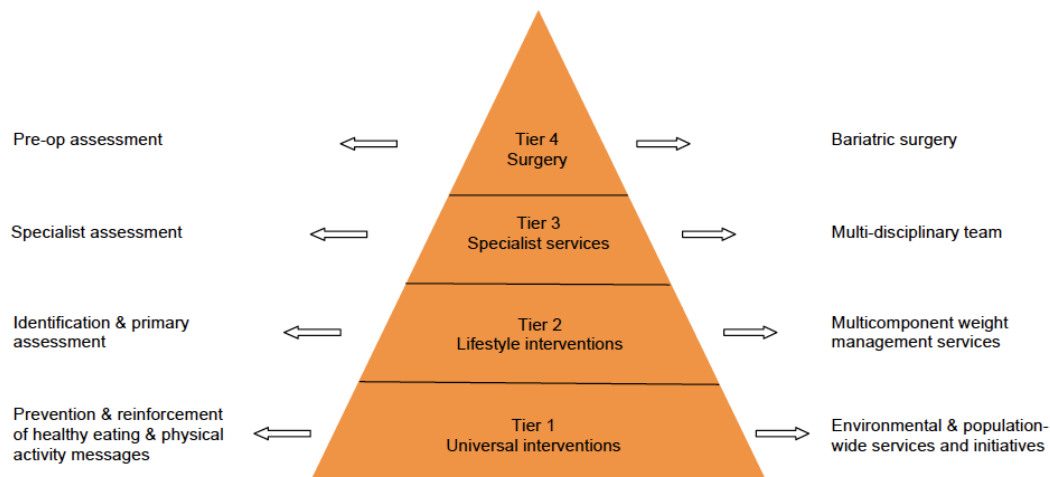 Pre-op assessment
Tier 4
Surgery
Bariatric surgery
Specialist assessment
Tier 3
Specialist services
Multi-disciplinary team
Identification & primary
assessment
Tier 2
Lifestyle interventions
Multicomponent weight
management services
Prevention & reinforcement
of healthy eating & physical
activity messages
Tier 1
Universal interventions
Environmental & population-
wide services and initiatives